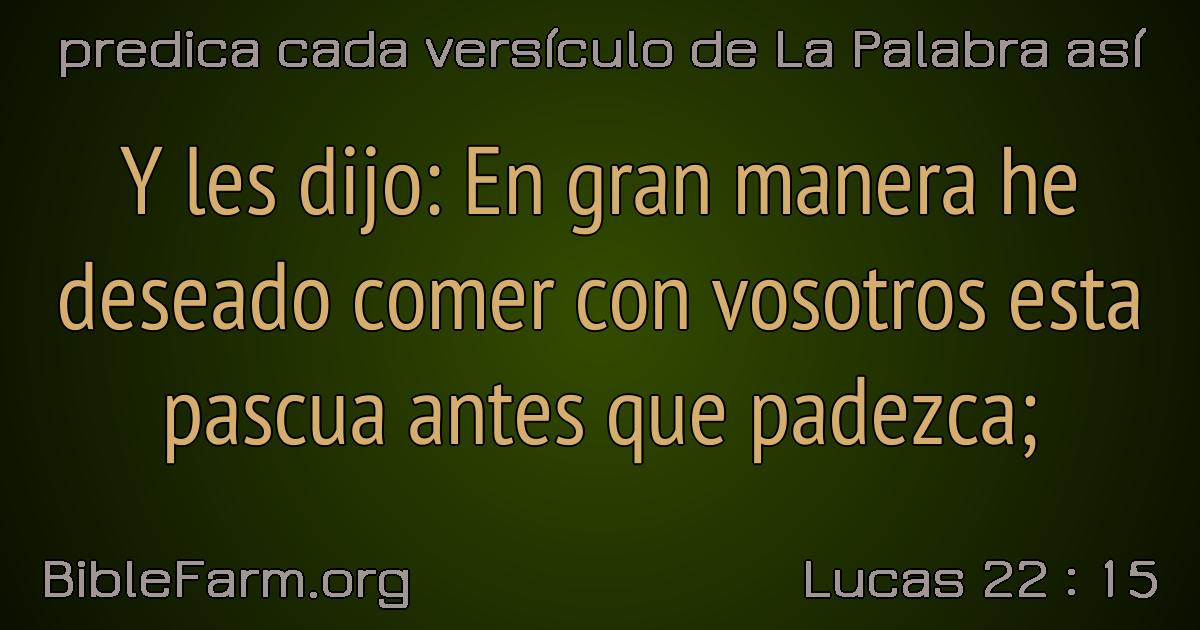 predica cada versículo de La Palabra así
Y les dijo: En gran manera he
deseado comer con vosotros esta
pascua antes que padezca;
BibleFarm.org
Lucas 22 : 15